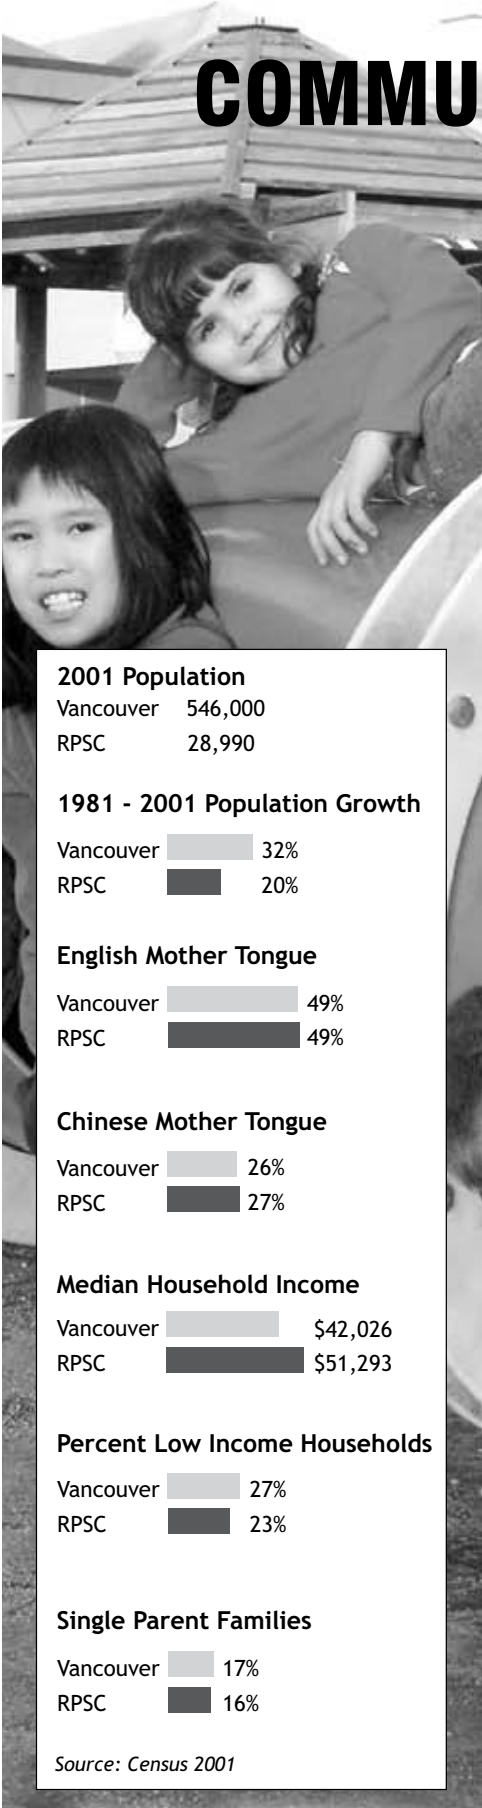 COMMU
2001 Population
Vancouver 546,000
RPSC 28,990
1981 - 2001 Population Growth
Vancouver 32%
RPSC 20%
English Mother Tongue
Vancouver 49%
RPSC 49%
Chinese Mother Tongue
Vancouver 26%
RPSC 27%
Median Household Income
Vancouver $42,026
RPSC $51,293
Percent Low Income Households
Vancouver 27%
RPSC 23%
Single Parent Families
Vancouver 17%
RPSC 16%
Source: Census 2001